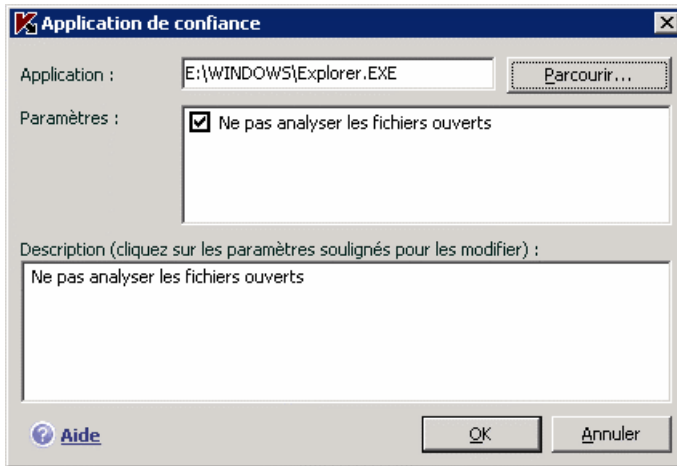 Application de confiance
Application :
E:\WINDOWS\Explorer.EXE
Parcourir...
Paramètres :
Ne pas analyser les fichiers ouverts
Description (cliquez sur les paramètres soulignés pour les modifier) :
Ne pas analyser les fichiers ouverts
Aide
OK
Annuler